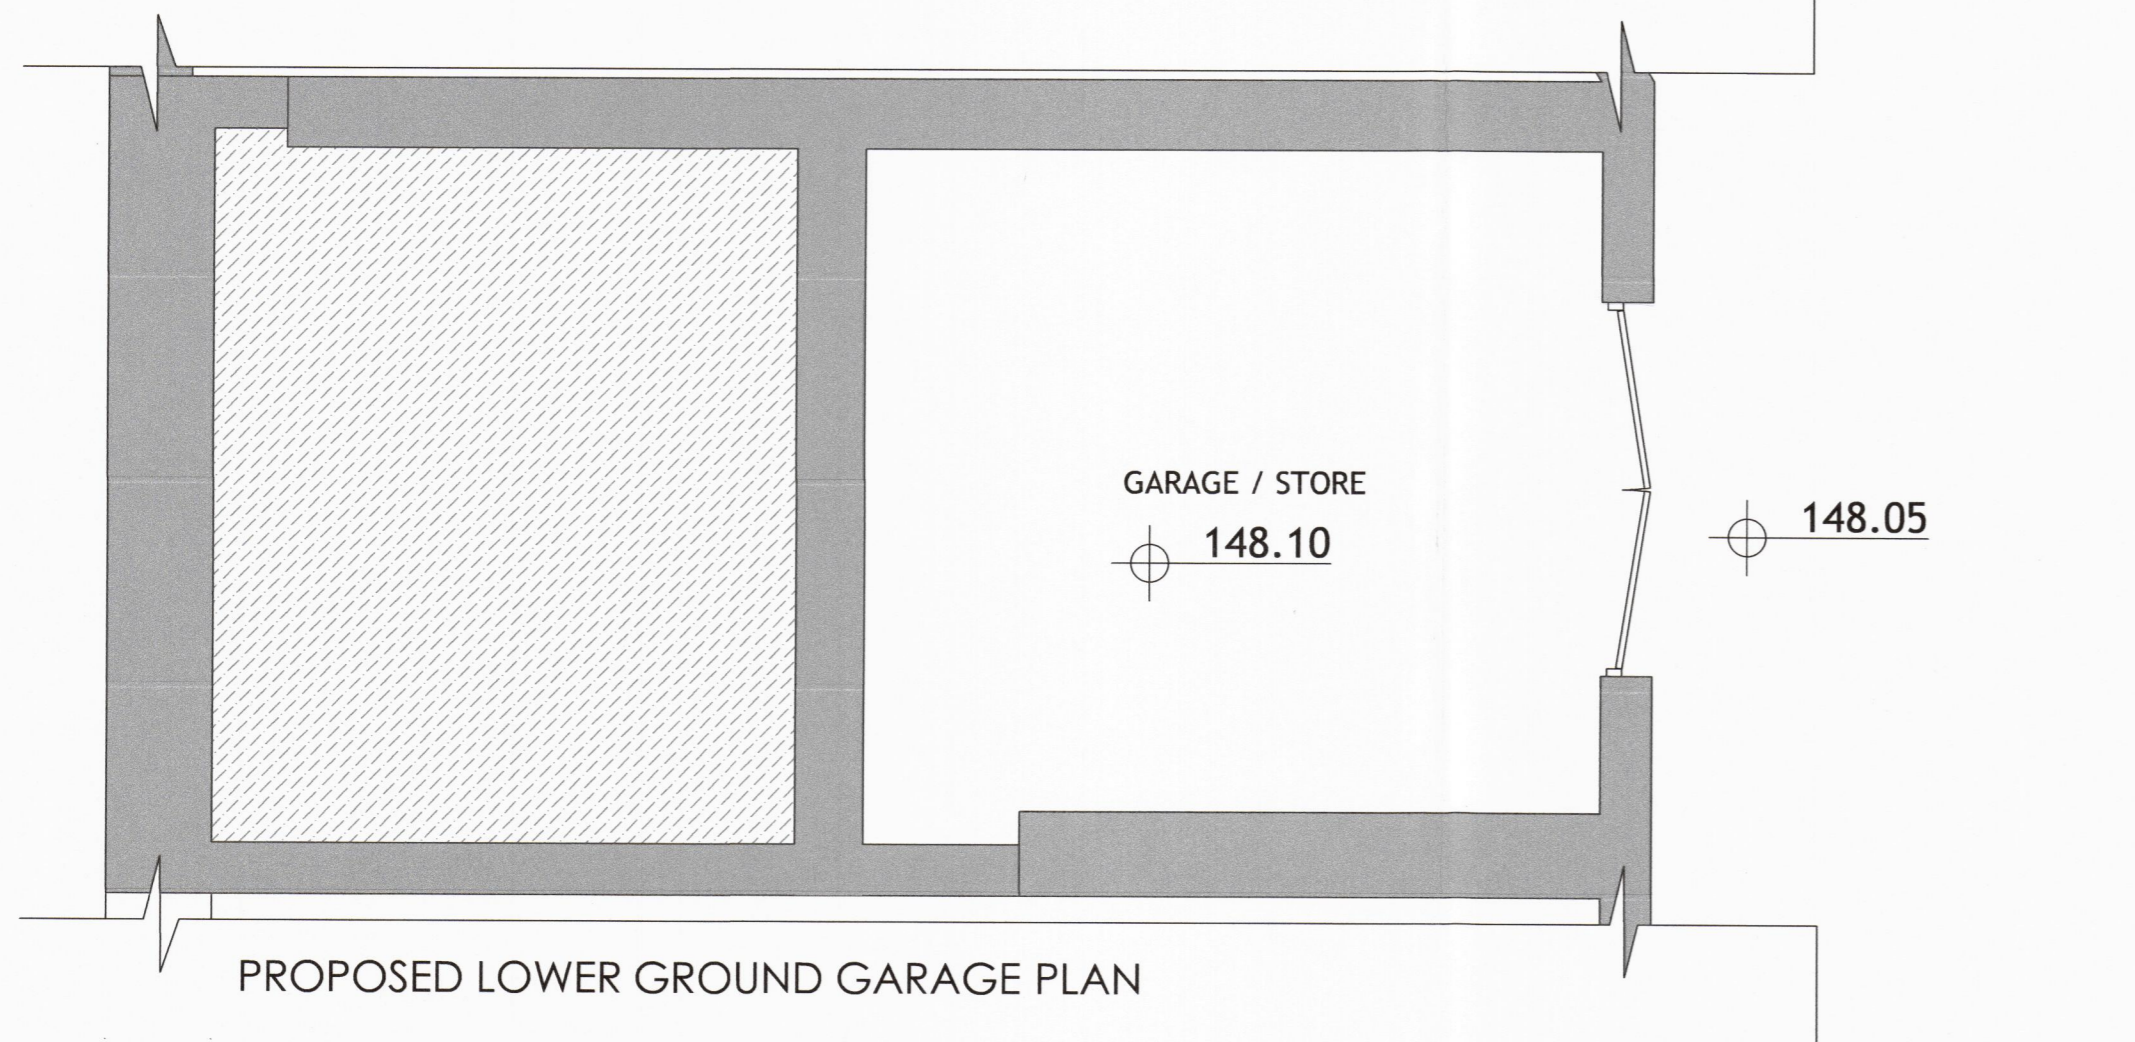 GARAGE / STORE
148.10
148.05
PROPOSED LOWER GROUND GARAGE PLAN